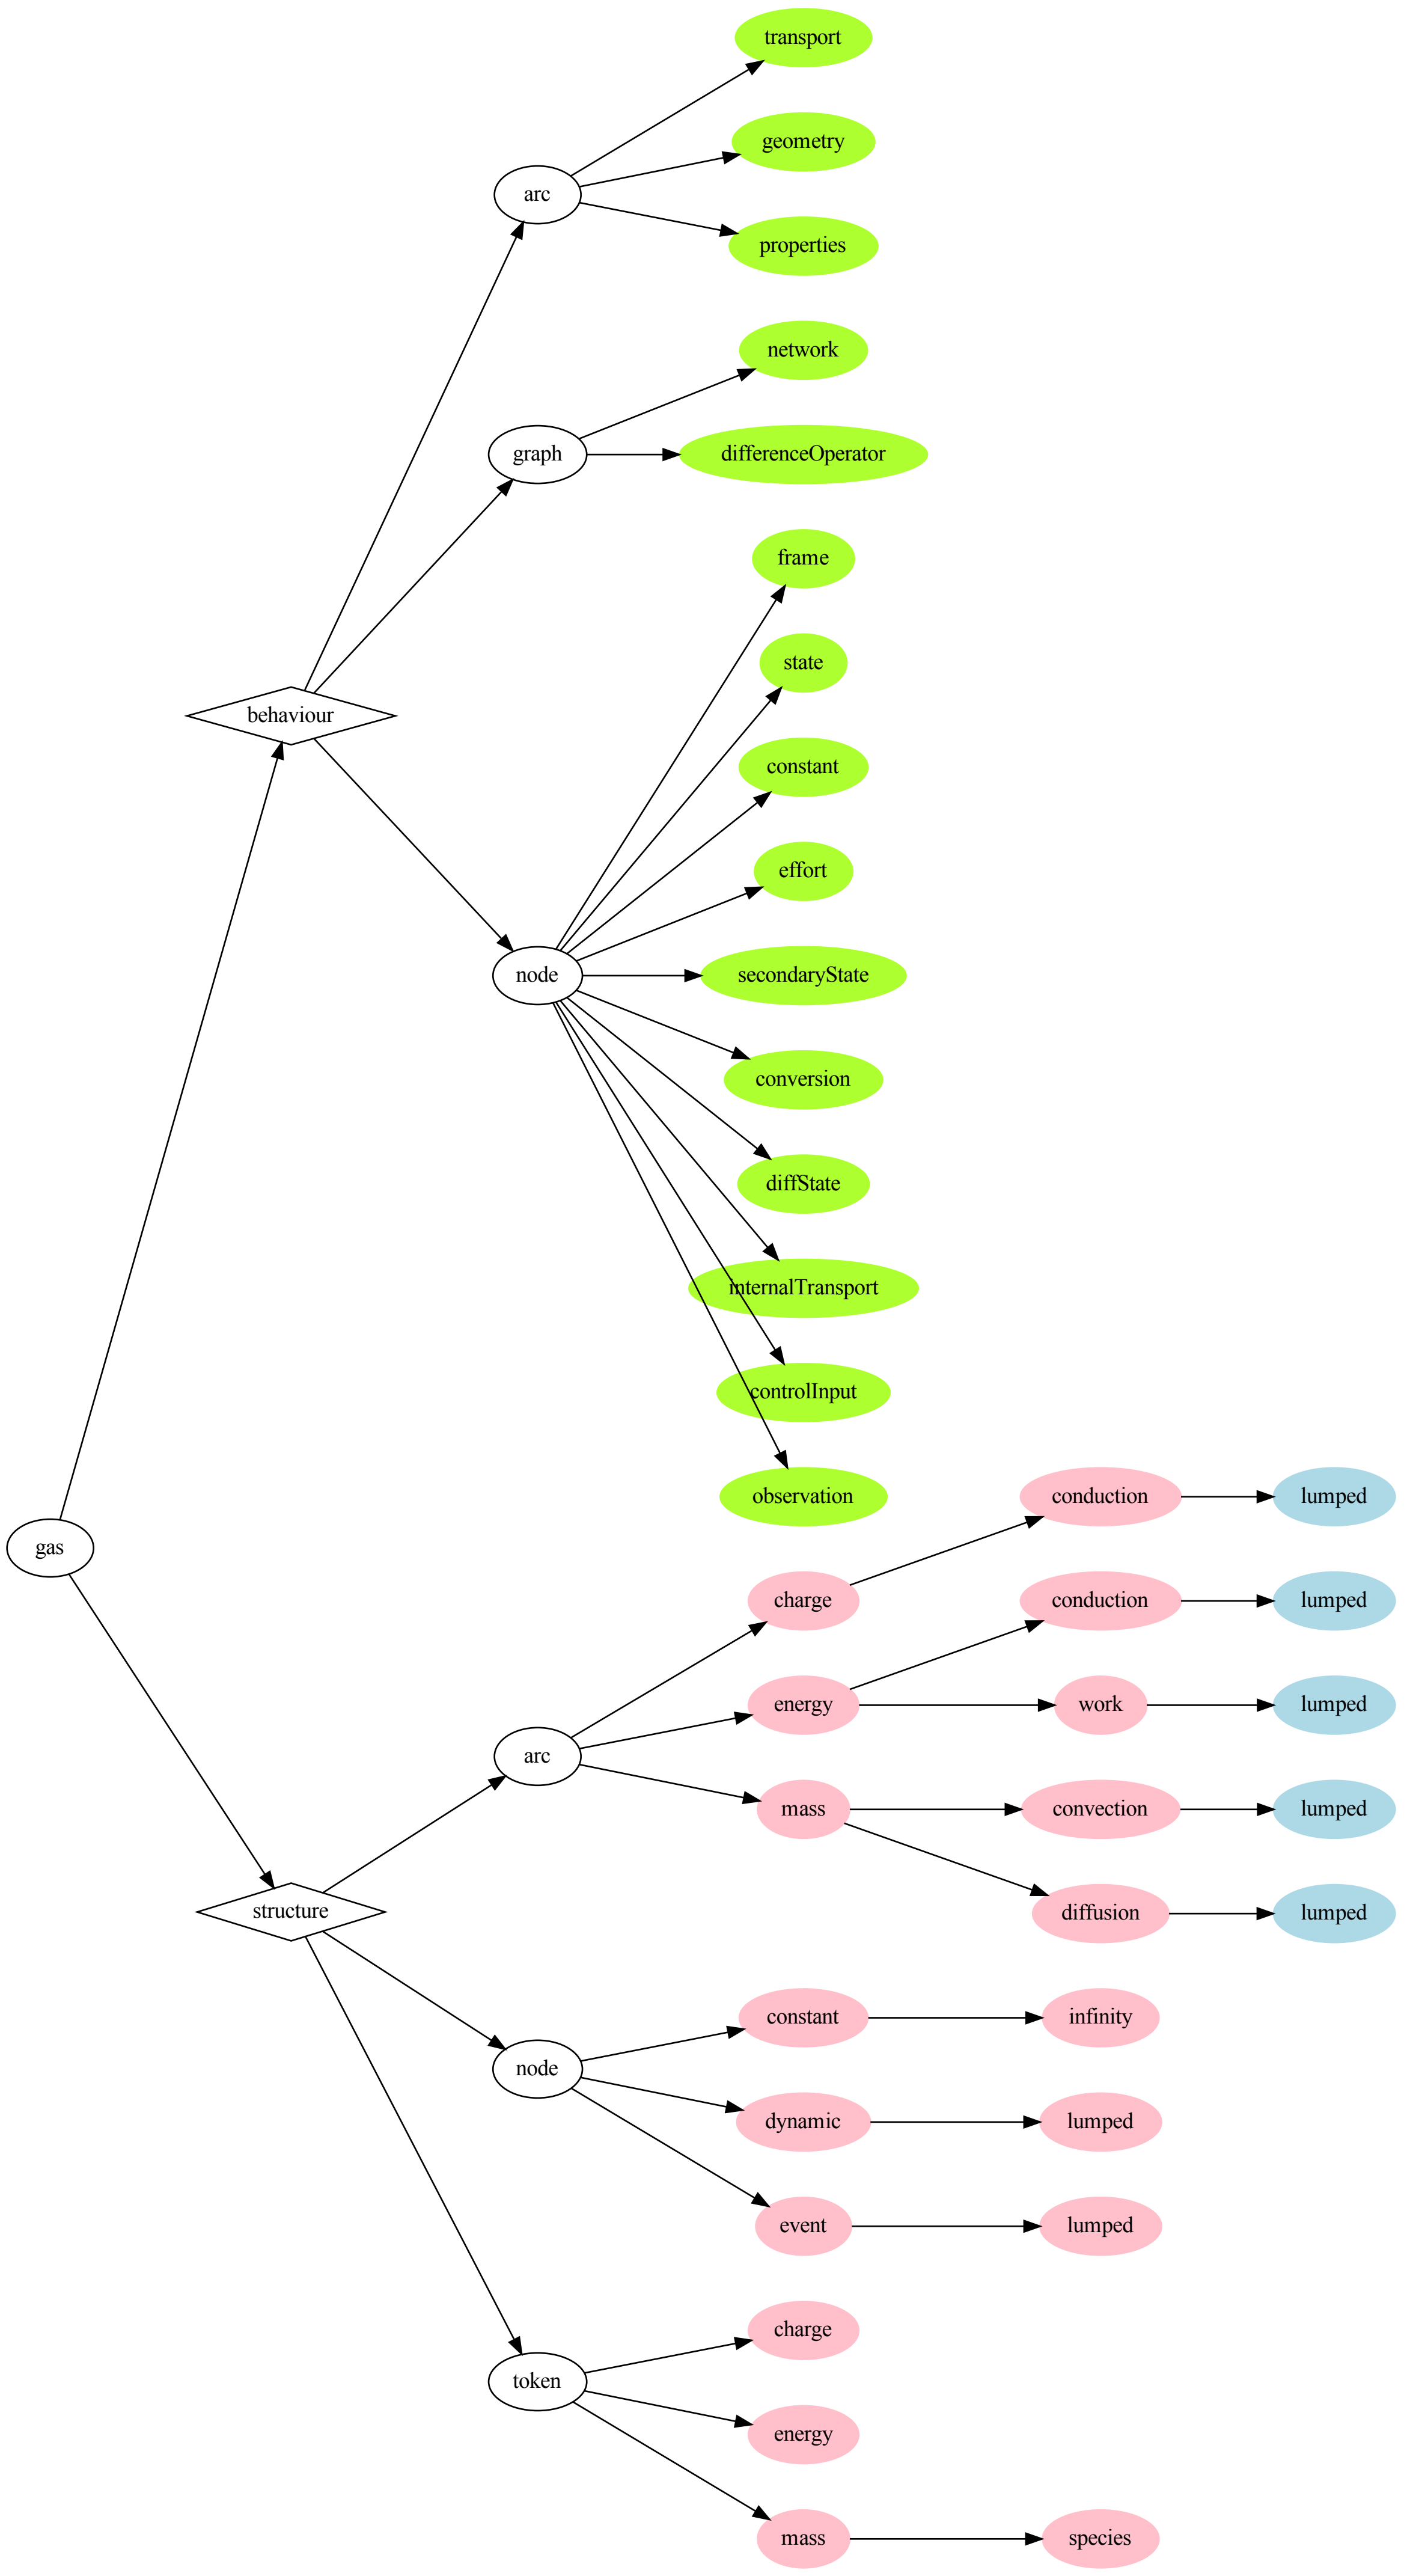 transport
geometry
arc
properties
network
graph
differenceOperator
frame
state
behaviour
constant
effort
node
secondaryState
conversion
diffState
internalTransport
controlInput
observation
conduction
lumped
gas
charge
conduction
lumped
energy
work
lumped
arc
mass
convection
lumped
structure
diffusion
lumped
constant
infinity
node
dynamic
lumped
event
lumped
charge
token
energy
mass
species